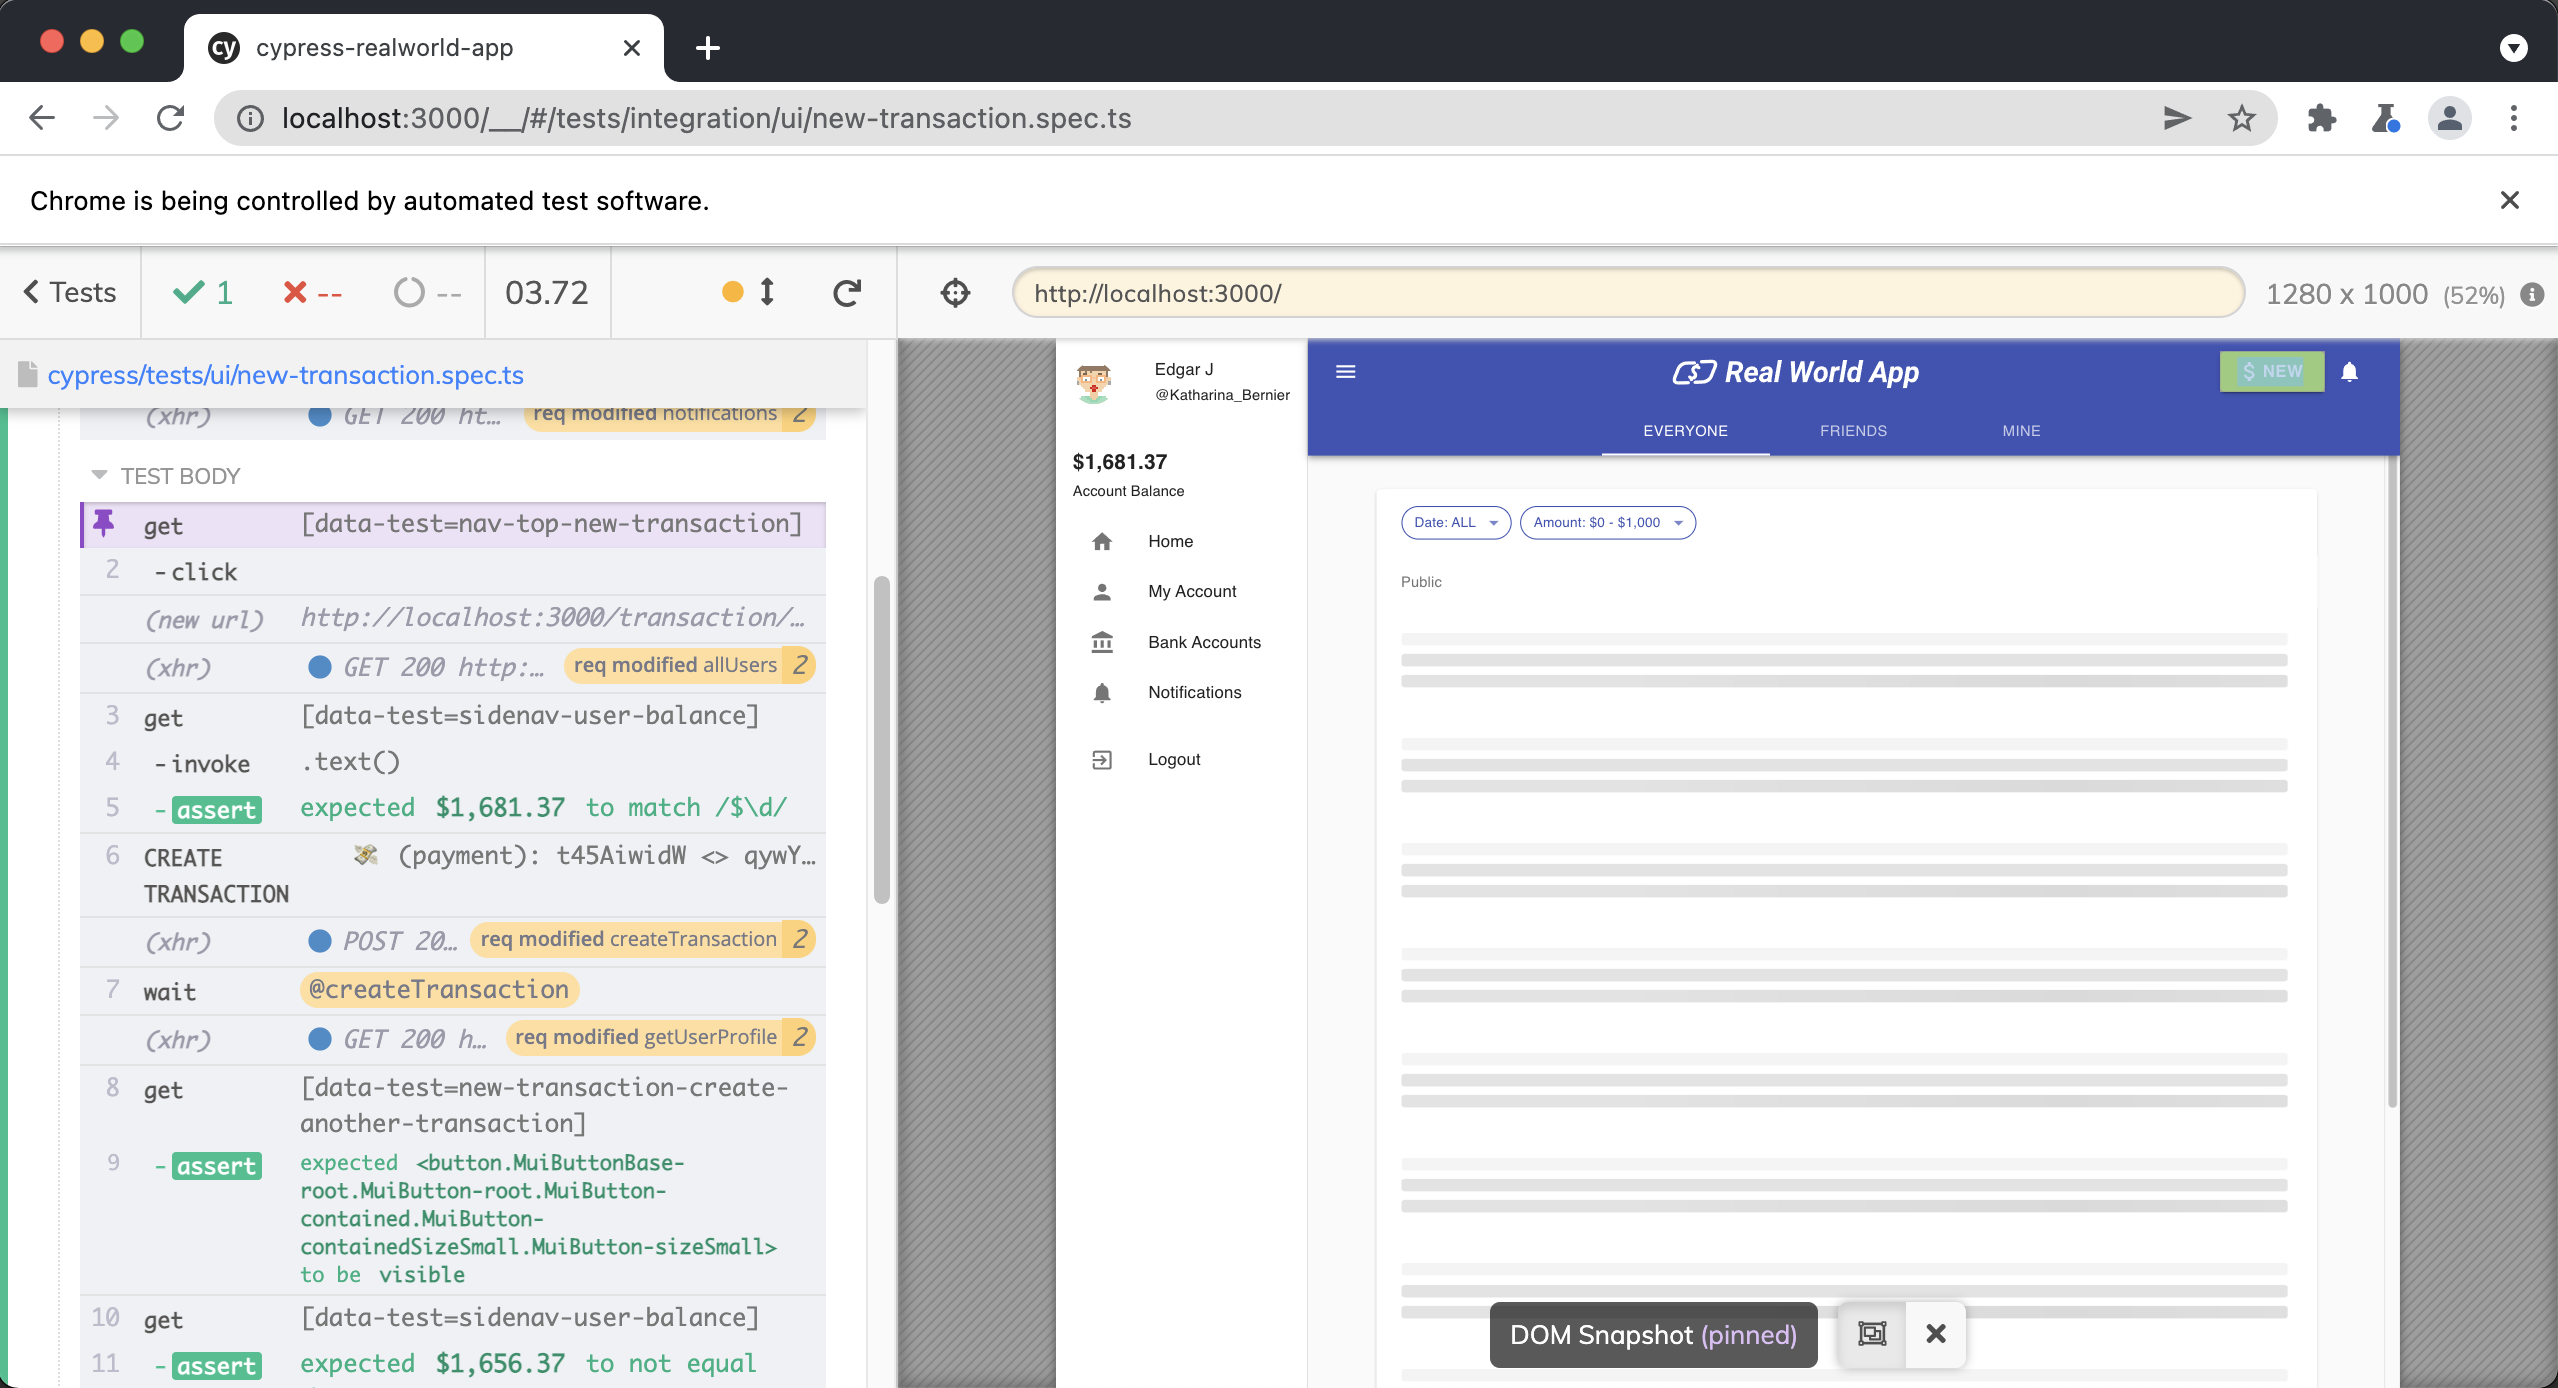 cy cypress-realworld-app
localhost:3000/__/#/tests/integration/ui/new-transaction.spec.ts
Chrome is being controlled by automated test software.
Tests 1 -- -- 03.72
http://localhost:3000/ 1280 x 1000 (52%)
cypress/tests/ui/new-transaction.spec.ts
(xhr) GET 200 ht… req modified notifications 2
TEST BODY
get [data-test=nav-top-new-transaction]
2 -click
(new url) http://localhost:3000/transaction/…
(xhr) GET 200 http:… req modified allUsers 2
3 get [data-test=sidenav-user-balance]
4 -invoke .text()
5 -assert expected $1,681.37 to match /$\d/
6 CREATE TRANSACTION 💸 (payment): t45AiwidW <> qywY…
(xhr) POST 20… req modified createTransaction 2
7 wait @createTransaction
(xhr) GET 200 h… req modified getUserProfile 2
8 get [data-test=new-transaction-create-
another-transaction]
9 -assert expected <button.MuiButtonBase-
root.MuiButton-root.MuiButton-
contained.MuiButton-
containedSizeSmall.MuiButton-sizeSmall>
to be visible
10 get [data-test=sidenav-user-balance]
11 -assert expected $1,656.37 to not equal
Edgar J
@Katharina_Bernier
$1,681.37
Account Balance
Home
My Account
Bank Accounts
Notifications
Logout
Real World App
$ NEW
EVERYONE FRIENDS MINE
Date: ALL Amount: $0 - $1,000
Public
DOM Snapshot (pinned)